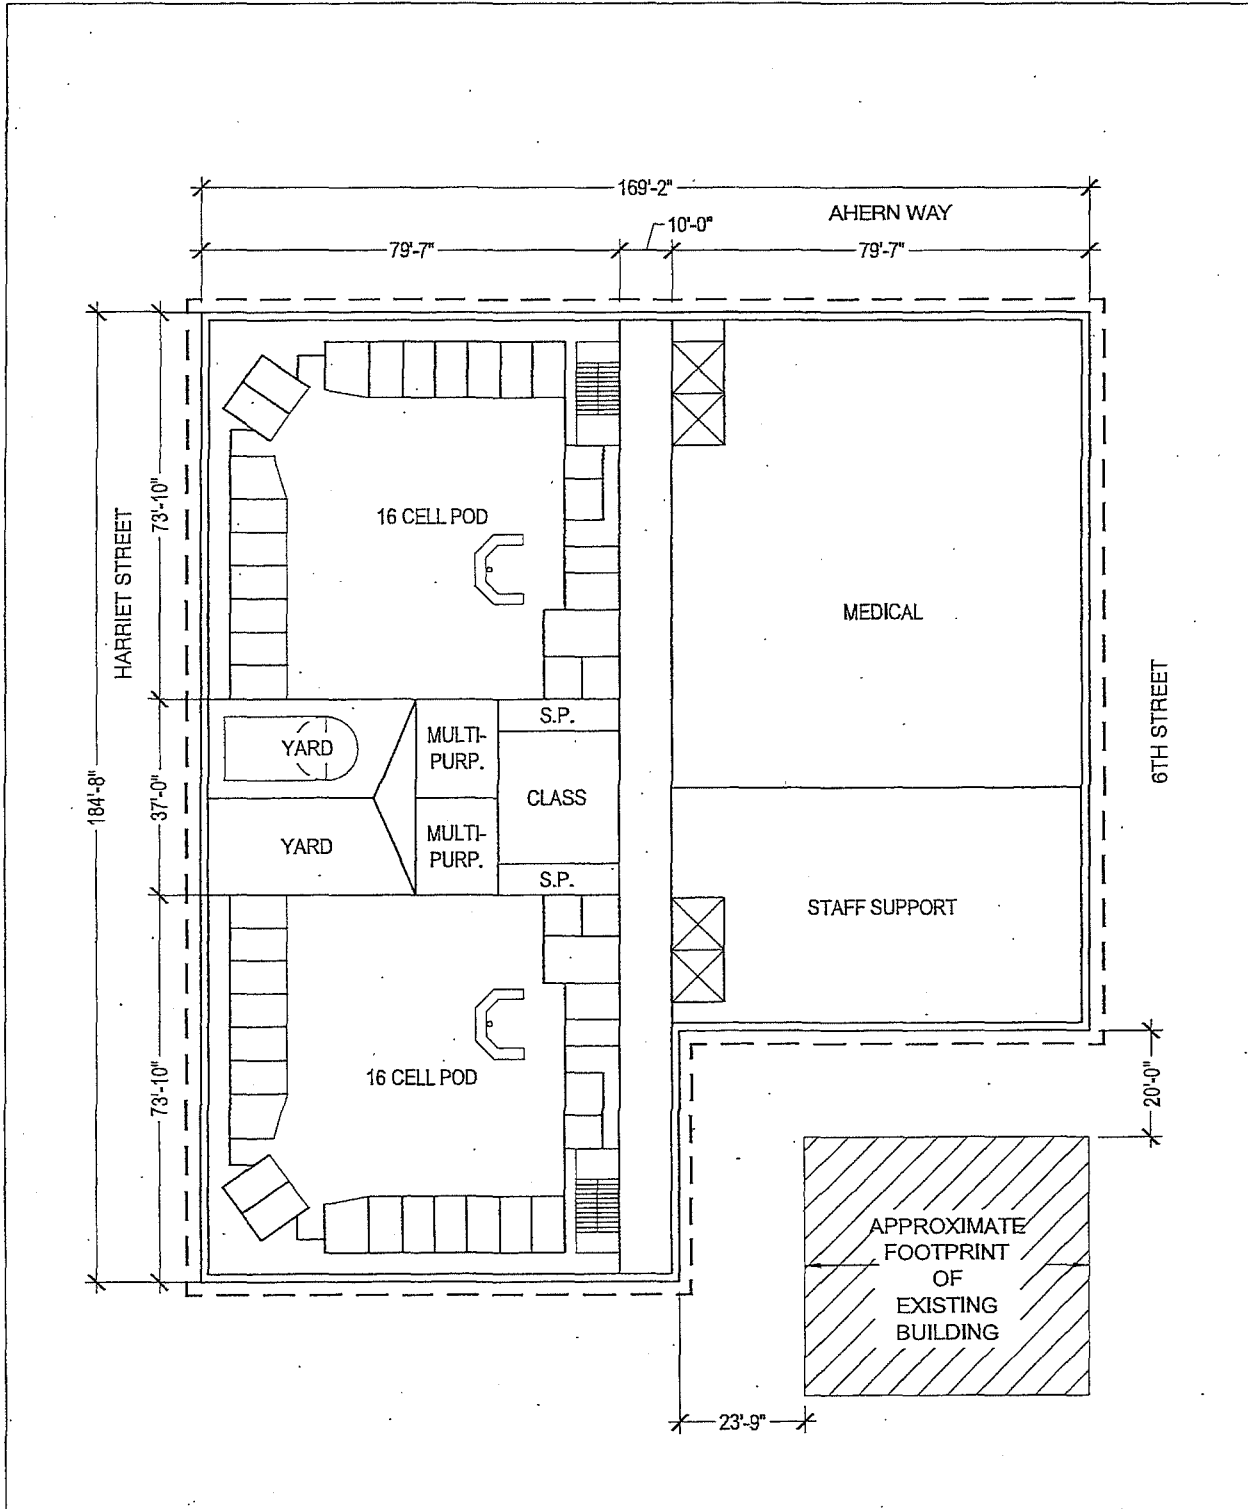 169'-2"
AHERN WAY
10'-0"
79'-7"
79'-7"
HARRIET STREET
184'-8"
73'-10"
37'-0"
73'-10"
16 CELL POD
MEDICAL
6TH STREET
YARD
MULTI-
PURP.
S.P.
CLASS
YARD
MULTI-
PURP.
S.P.
STAFF SUPPORT
16 CELL POD
20'-0"
APPROXIMATE
FOOTPRINT
OF
EXISTING
BUILDING
23'-9"